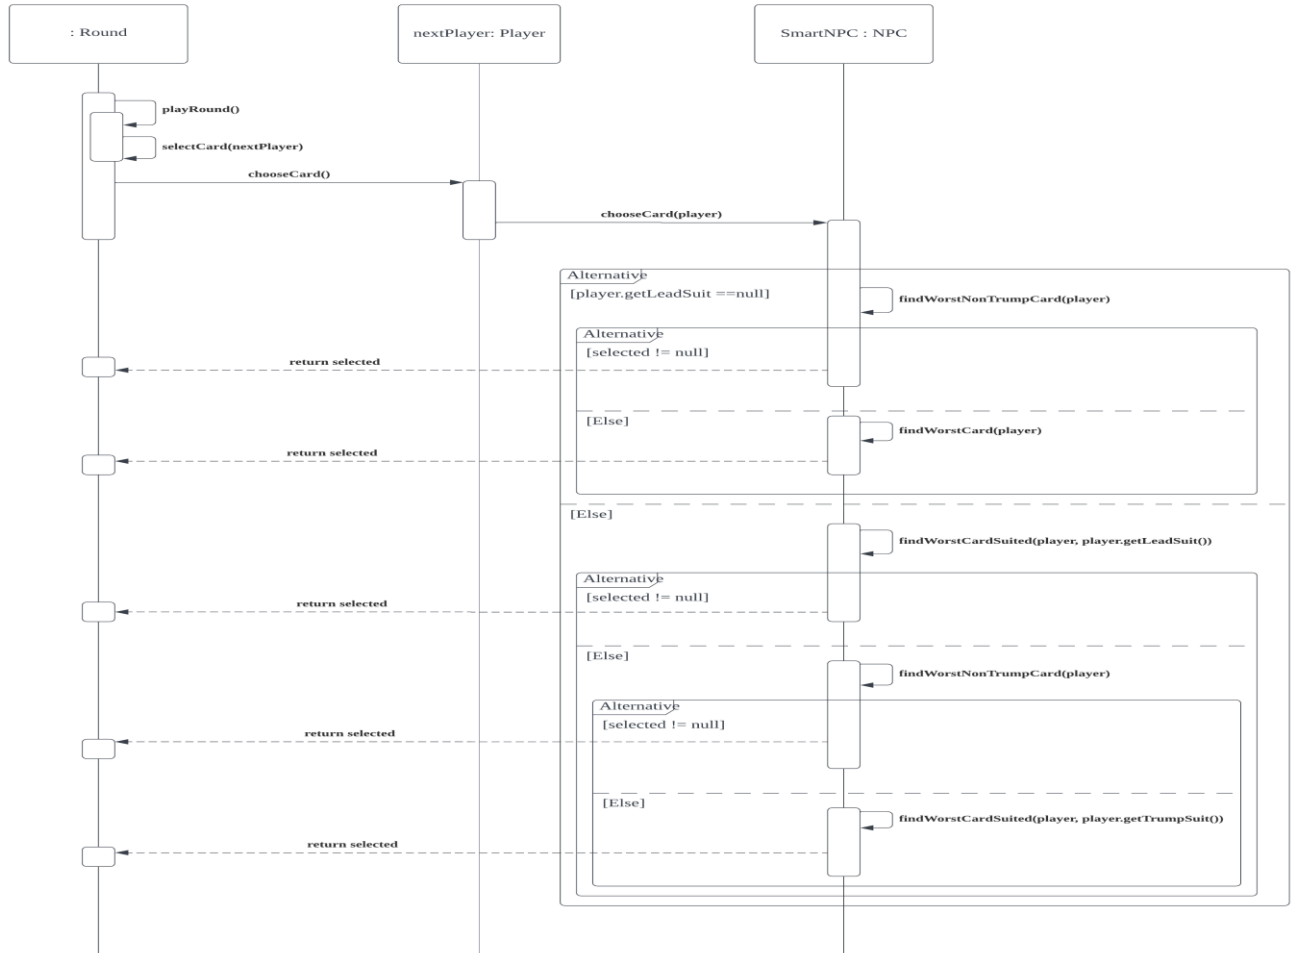 : Round
nextPlayer: Player
SmartNPC : NPC
playRound()
selectCard(nextPlayer)
chooseCard()
chooseCard(player)
Alternative
[player.getLeadSuit ==null]
findWorstNonTrumpCard(player)
Alternative
[selected != null]
return selected
[Else]
findWorstCard(player)
return selected
[Else]
findWorstCardSuited(player, player.getLeadSuit())
Alternative
[selected != null]
return selected
[Else]
findWorstNonTrumpCard(player)
Alternative
[selected != null]
return selected
[Else]
findWorstCardSuited(player, player.getTrumpSuit())
return selected